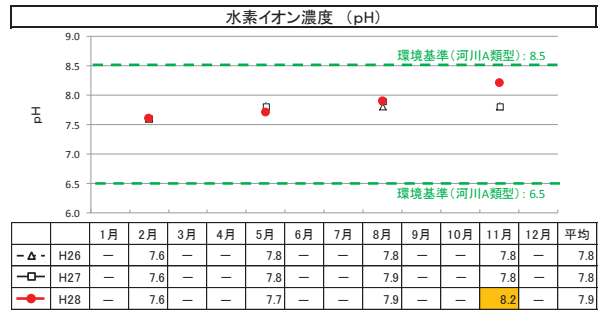 水素イオン濃度 （pH）
9.0
環境基準（河川A類型）: 8.5
8.5
8.0
pH
7.5
7.0
6.5
環境基準（河川A類型）: 6.5
6.0
1月 2月 3月 4月 5月 6月 7月 8月 9月 10月 11月 12月 平均
H26 — 7.6 — — 7.8 — — 7.8 — — 7.8 — 7.8
H27 — 7.6 — — 7.8 — — 7.9 — — 7.8 — 7.8
H28 — 7.6 — — 7.7 — — 7.9 — — 8.2 — 7.9